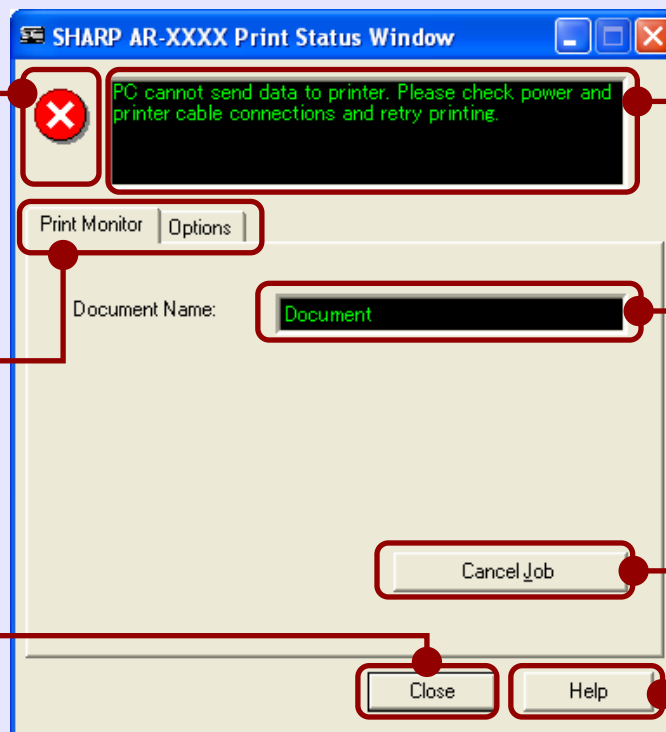 SHARP AR-XXXX Print Status Window
PC cannot send data to printer. Please check power and
printer cable connections and retry printing.
Print Monitor
Options
Document Name:
Document
Cancel Job
Close
Help